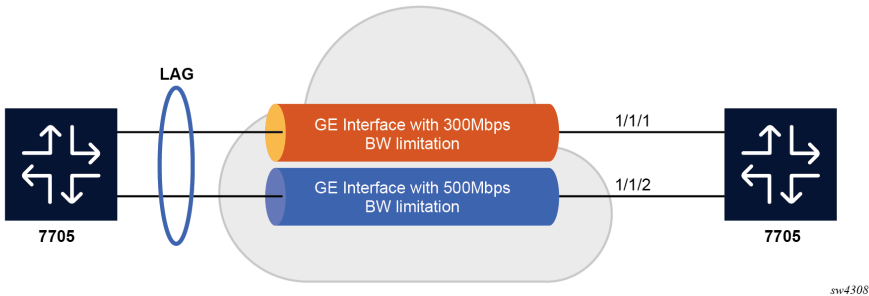 LAG
GE Interface with 300Mbps
BW limitation
1/1/1
GE Interface with 500Mbps
BW limitation
1/1/2
7705
7705
sw4308